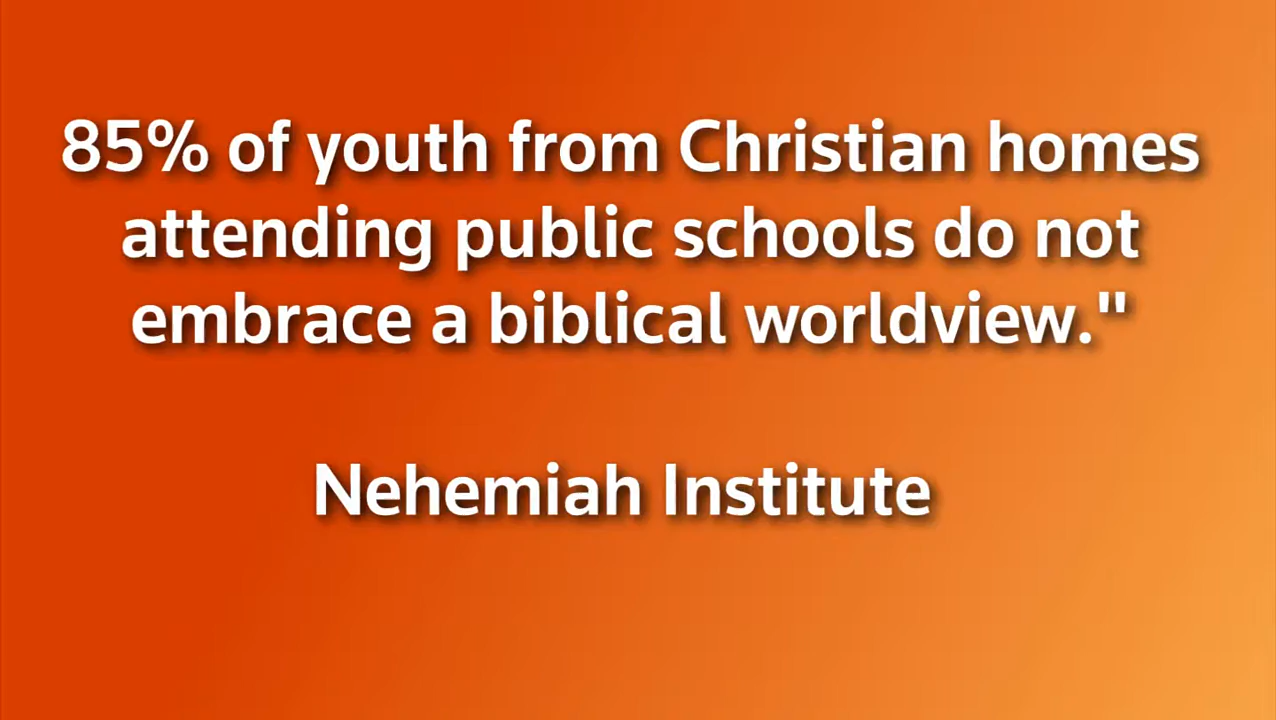 85% of youth from Christian homes
attending public schools do not
embrace a biblical worldview."
Nehemiah Institute